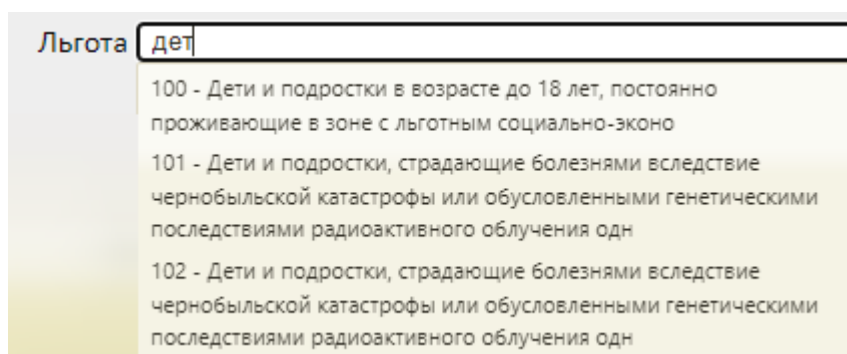 Льгота дет
100 - Дети и подростки в возрасте до 18 лет, постоянно
проживающие в зоне с льготным социально-эконо
101 - Дети и подростки, страдающие болезнями вследствие
чернобыльской катастрофы или обусловленными генетическими
последствиями радиоактивного облучения одн
102 - Дети и подростки, страдающие болезнями вследствие
чернобыльской катастрофы или обусловленными генетическими
последствиями радиоактивного облучения одн